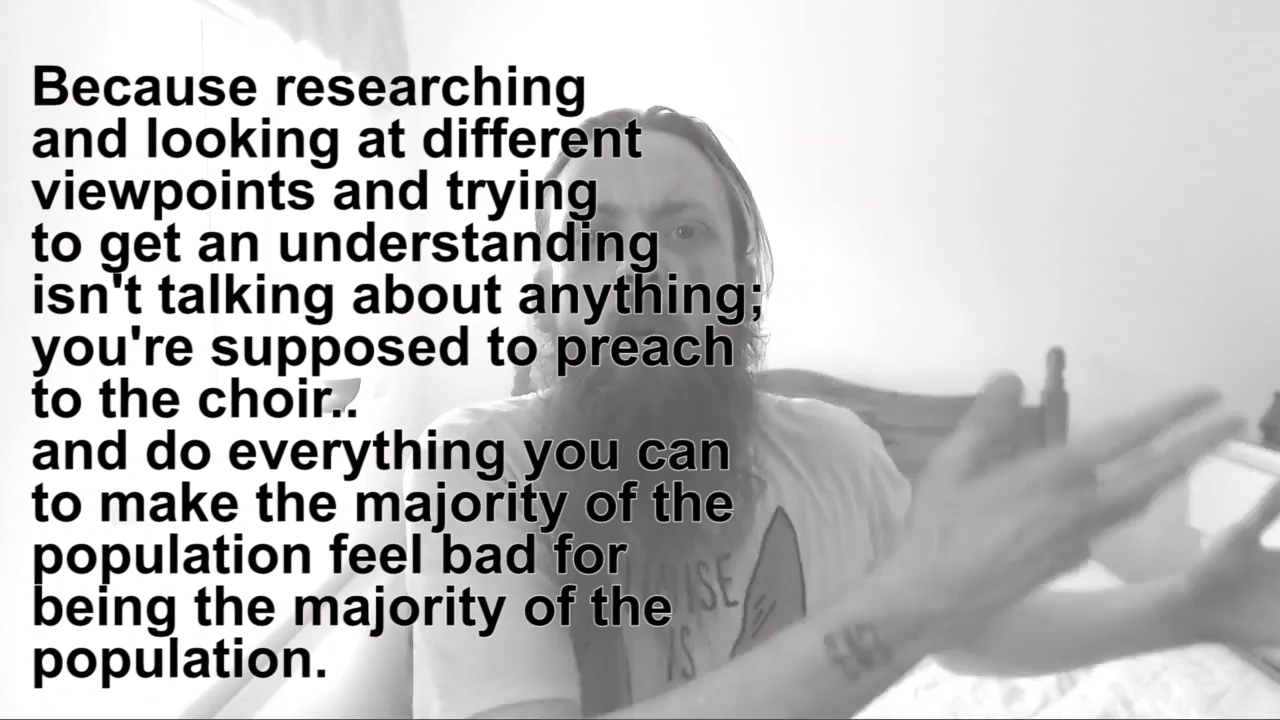 Because researching
and looking at different
viewpoints and trying
to get an understanding
isn't talking about anything;
you're supposed to preach
to the choir..
and do everything you can
to make the majority of the
population feel bad for
being the majority of the
population.
IS